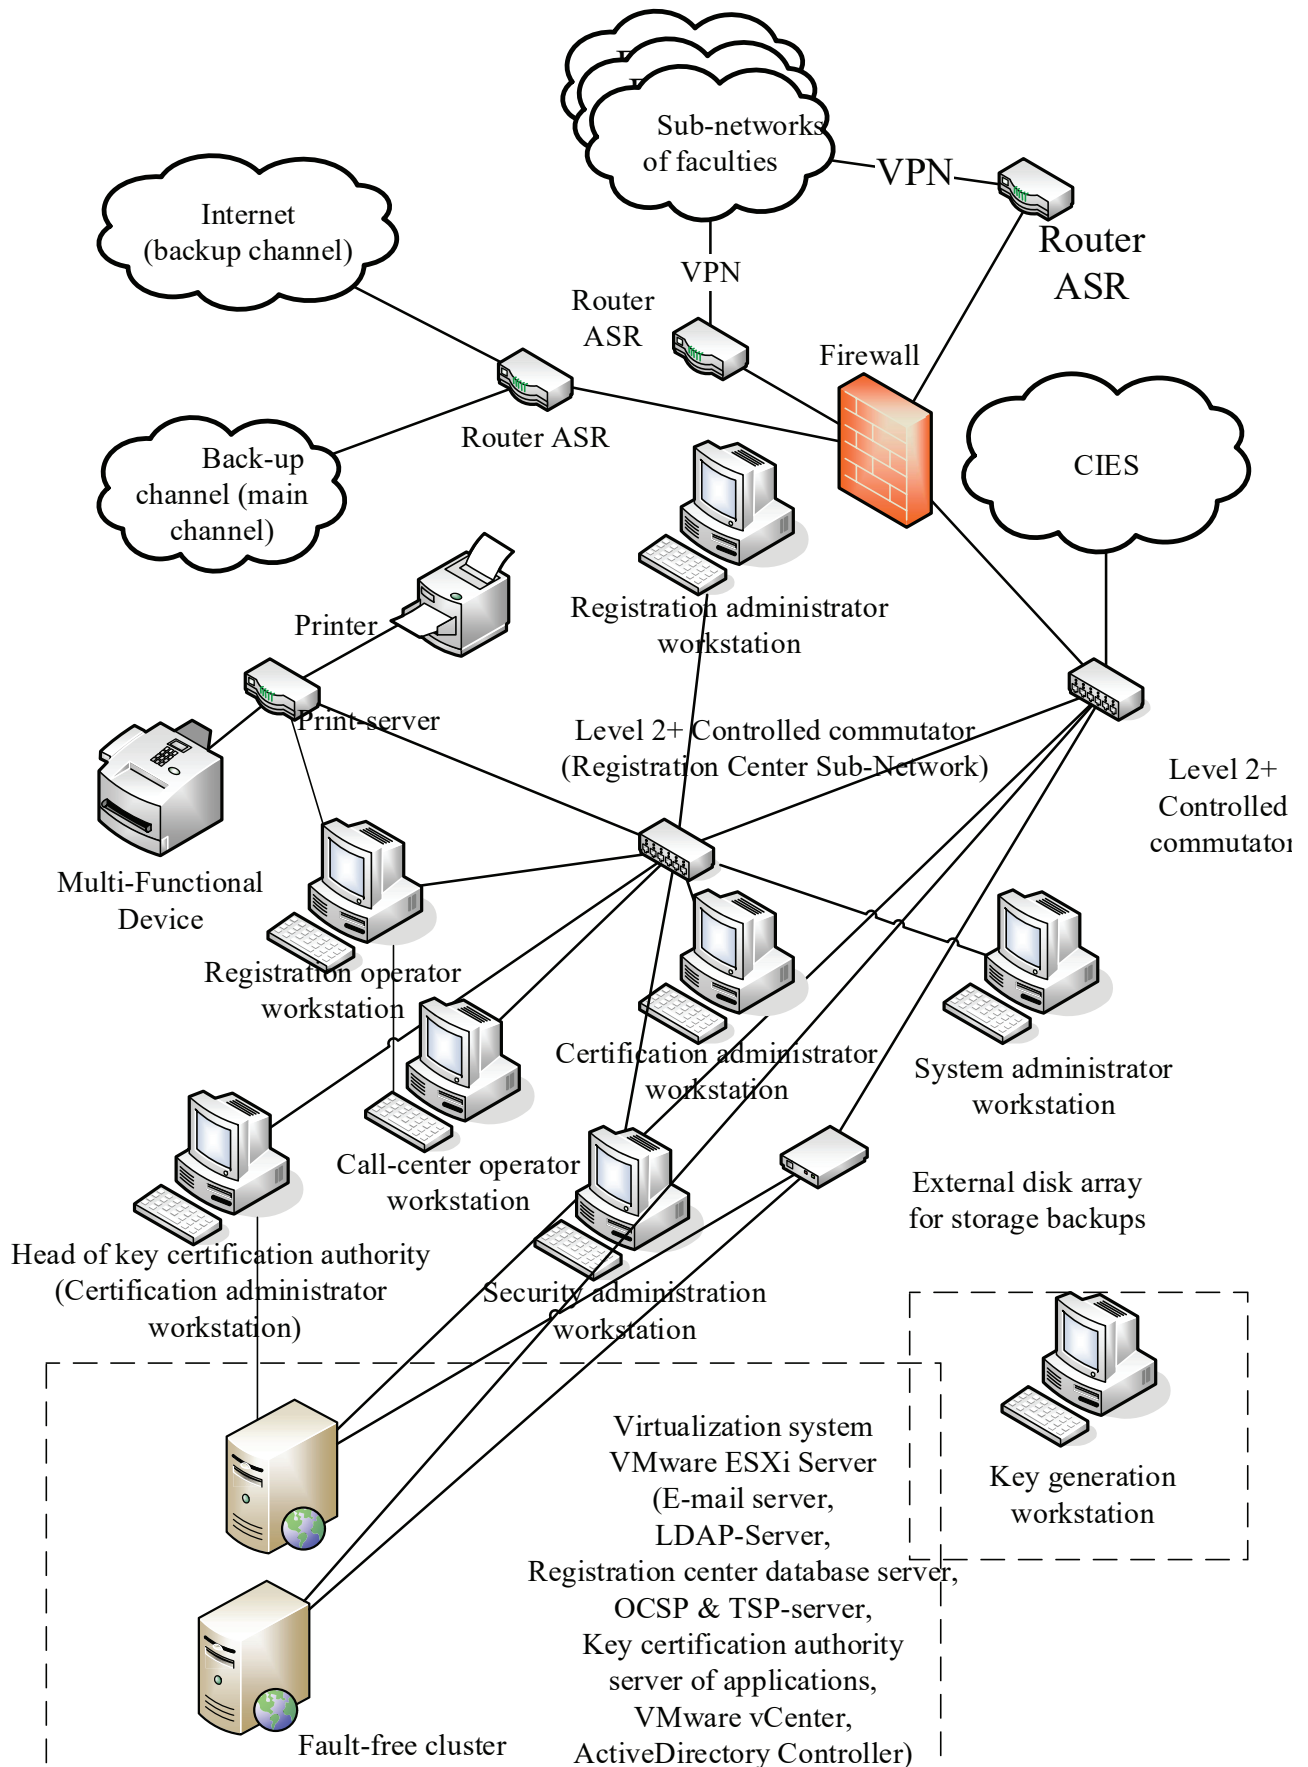 Sub-networks
of faculties
VPN
Internet
(backup channel)
Router
ASR
VPN
Router
ASR
Firewall
Router ASR
Back-up
channel (main
channel)
CIES
Registration administrator
workstation
Printer
Print-server
Level 2+ Controlled commutator
(Registration Center Sub-Network)
Level 2+
Controlled
commutator
Multi-Functional
Device
Registration operator
workstation
Certification administrator
workstation
System administrator
workstation
Call-center operator
workstation
External disk array
for storage backups
Head of key certification authority
(Certification administrator
workstation)
Security administration
workstation
Virtualization system
VMware ESXi Server
(E-mail server,
LDAP-Server,
Registration center database server,
OCSP & TSP-server,
Key certification authority
server of applications,
VMware vCenter,
ActiveDirectory Controller)
Key generation
workstation
Fault-free cluster